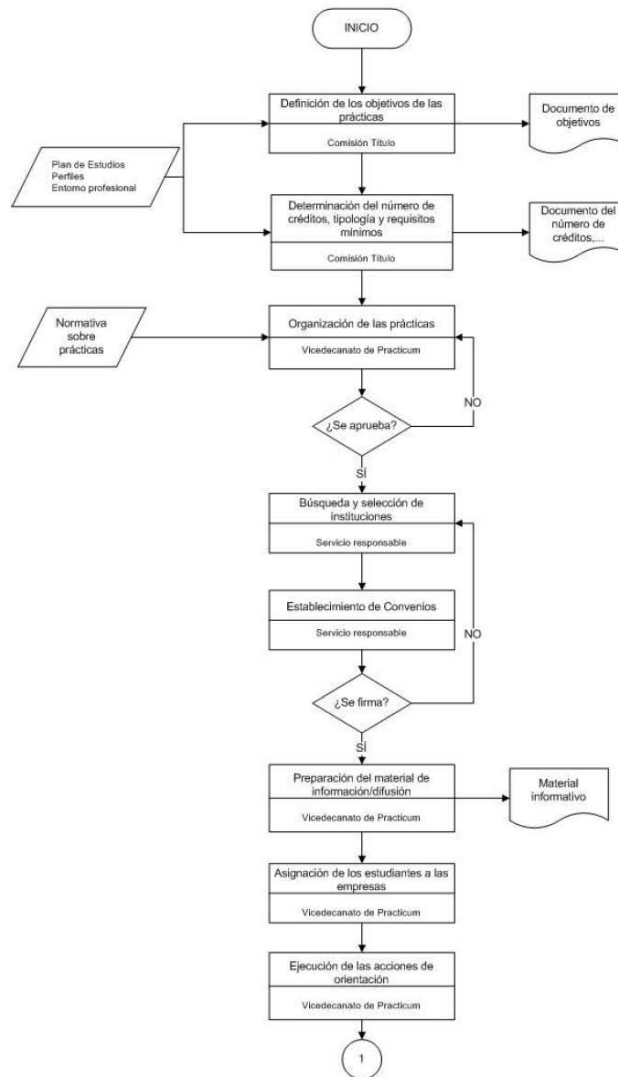 INICIO
Definición de los objetivos de las
prácticas
Comisión Título
Documento de
objetivos
Plan de Estudios
Perfiles
Entorno profesional
Determinación del número de
créditos, tipología y requisitos
mínimos
Comisión Título
Documento del
número de
créditos,...
Normativa
sobre
prácticas
Organización de las prácticas
Vicedecanato de Practicum
NO
¿Se aprueba?
SÍ
Búsqueda y selección de
instituciones
Servicio responsable
Establecimiento de Convenios
Servicio responsable
NO
¿Se firma?
SÍ
Preparación del material de
información/difusión
Vicedecanato de Practicum
Material
informativo
Asignación de los estudiantes a las
empresas
Vicedecanato de Practicum
Ejecución de las acciones de
orientación
Vicedecanato de Practicum
1